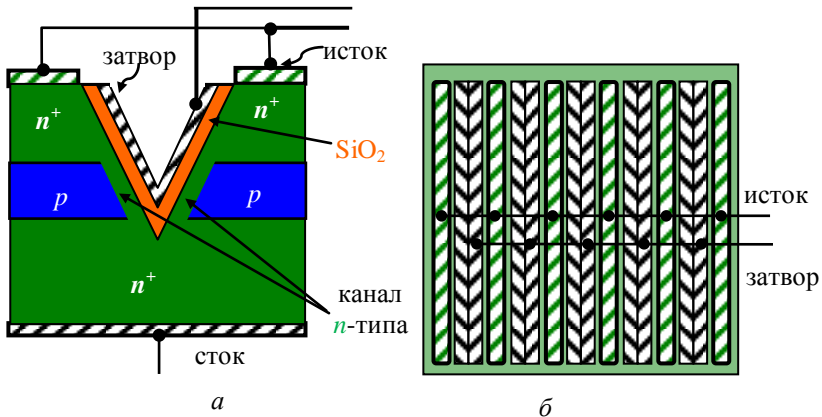 затвор
исток
n⁺
n⁺
SiO₂
p
p
n⁺
канал
n-типа
сток
а
исток
затвор
б